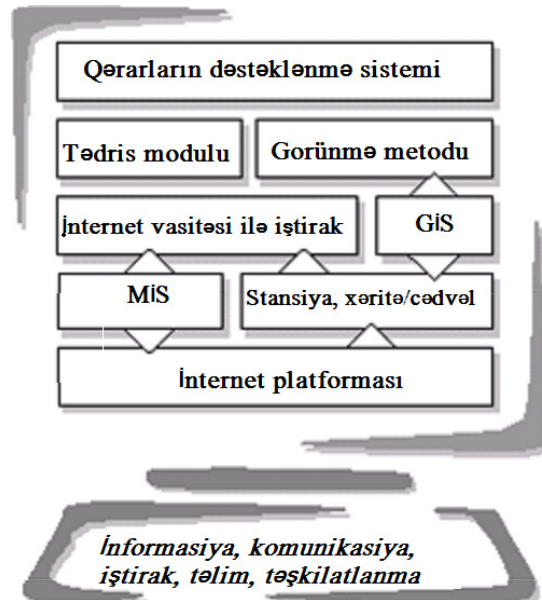 Qərarların dəstəklənmə sistemi
Tədris modulu
Gorünmə metodu
İnternet vasitəsi ilə iştirak
GİS
MİS
Stansiya, xəritə/cədvəl
İnternet platforması
İnformasiya, komunikasiya,
iştirak, təlim, təşkilatlanma